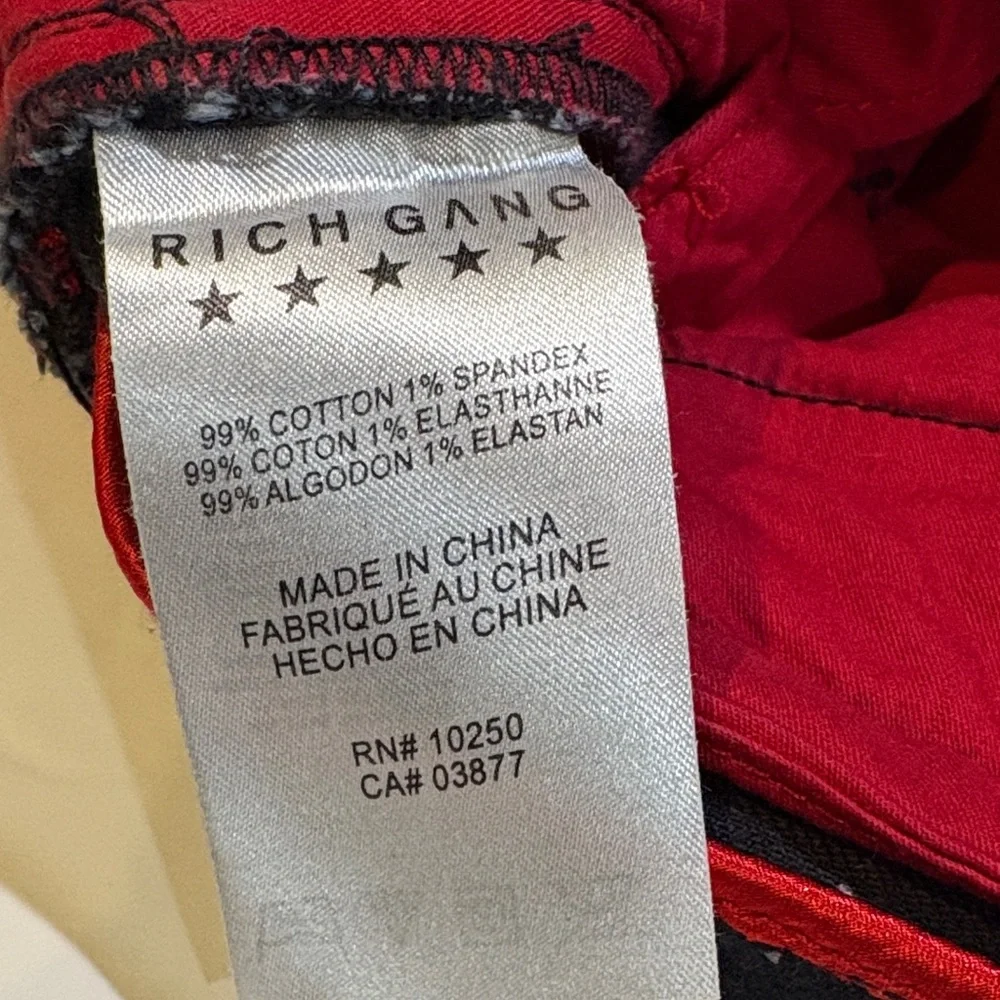 RICH GANG
★★★★★
99% COTTON 1% SPANDEX
99% COTON 1% ELASTHANNE
99% ALGODON 1% ELASTAN
MADE IN CHINA
FABRIQUÉ AU CHINE
HECHO EN CHINA
RN# 10250
CA# 03877